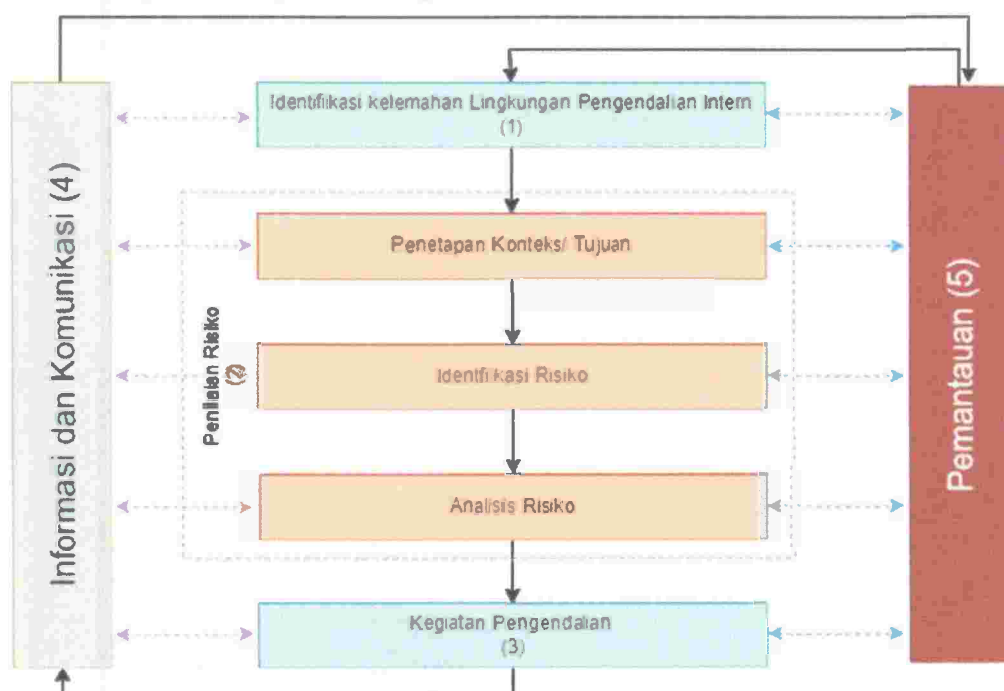 Identifikasi kelemahan Lingkungan Pengendalian Intern
(1)
Informasi dan Komunikasi (4)
Penetapan Konteks/ Tujuan
Penilaian Risiko
(2)
Identifikasi Risiko
Analisis Risiko
Kegiatan Pengendalian
(3)
Pemantauan (5)